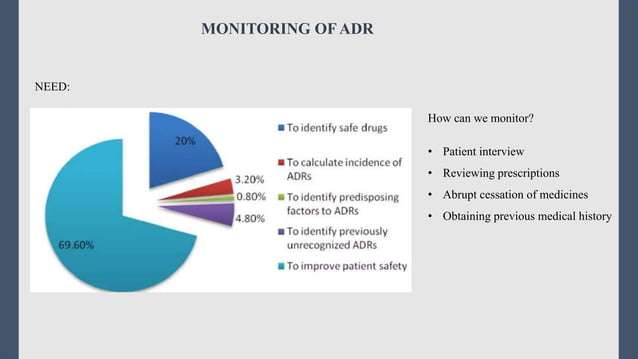 MONITORING OF ADR
NEED:
20%
3.20%
0.80%
4.80%
69.60%
To identify safe drugs
To calculate incidence of
ADRs
To identify predisposing
factors to ADRs
To identify previously
unrecognized ADRs
To improve patient safety
How can we monitor?
• Patient interview
• Reviewing prescriptions
• Abrupt cessation of medicines
• Obtaining previous medical history